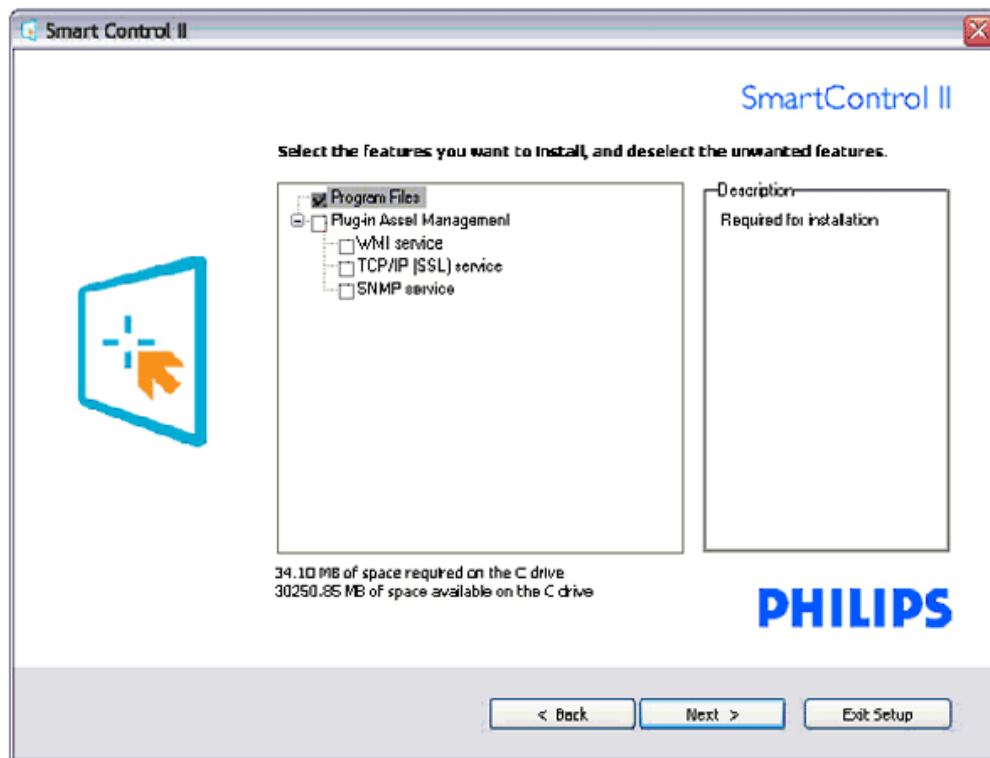 Smart Control II
SmartControl II
Select the features you want to install, and deselect the unwanted features.
Program Files
Plug-in Asset Management
WMI service
TCP/IP (SSL) service
SNMP service
Description
Required for installation
34.10 MB of space required on the C drive
30250.85 MB of space available on the C drive
PHILIPS
< Back
Next >
Exit Setup